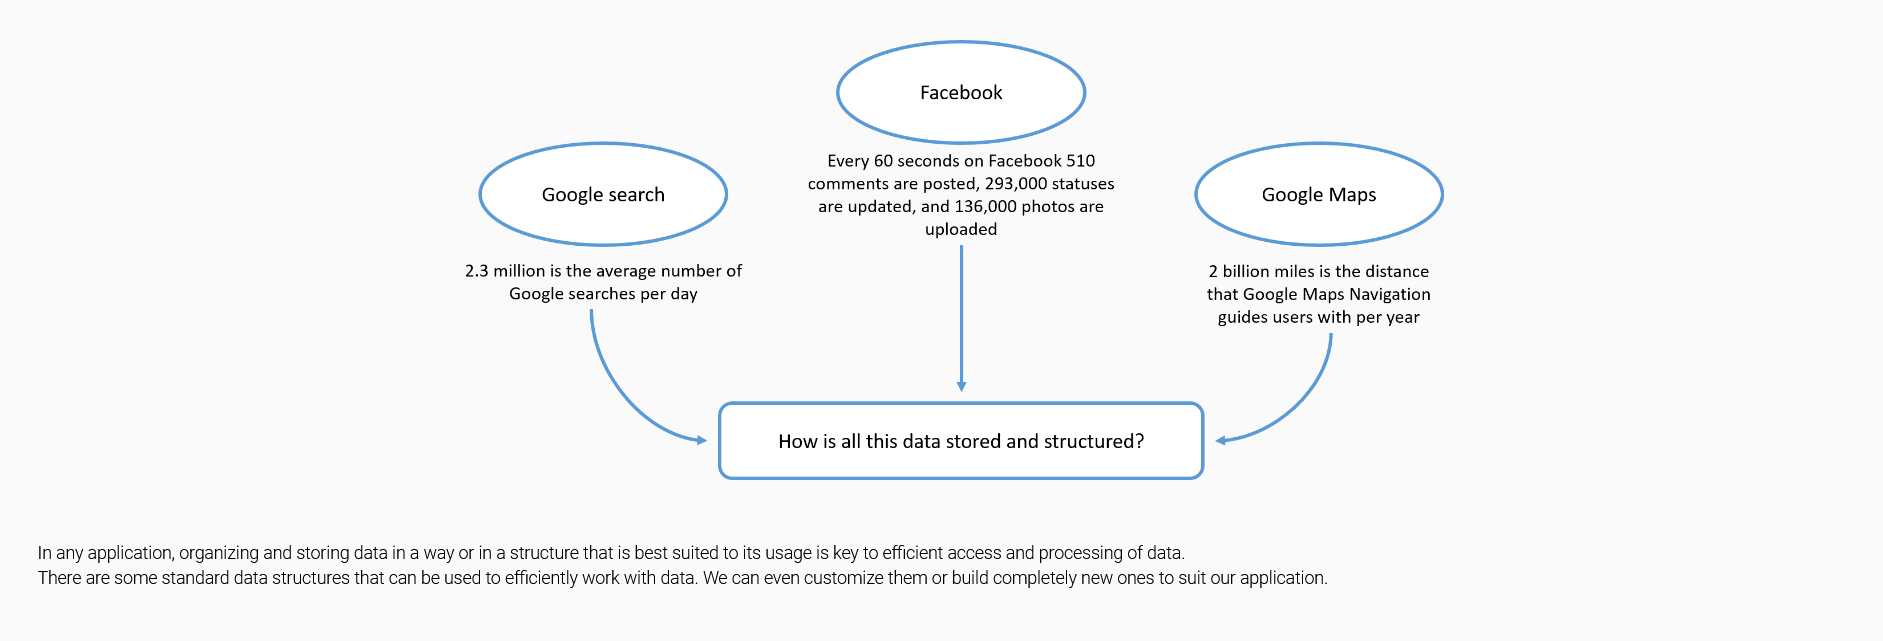 Facebook
Every 60 seconds on Facebook 510
comments are posted, 293,000 statuses
are updated, and 136,000 photos are
uploaded
Google search
2.3 million is the average number of
Google searches per day
Google Maps
2 billion miles is the distance
that Google Maps Navigation
guides users with per year
How is all this data stored and structured?
In any application, organizing and storing data in a way or in a structure that is best suited to its usage is key to efficient access and processing of data.
There are some standard data structures that can be used to efficiently work with data. We can even customize them or build completely new ones to suit our application.